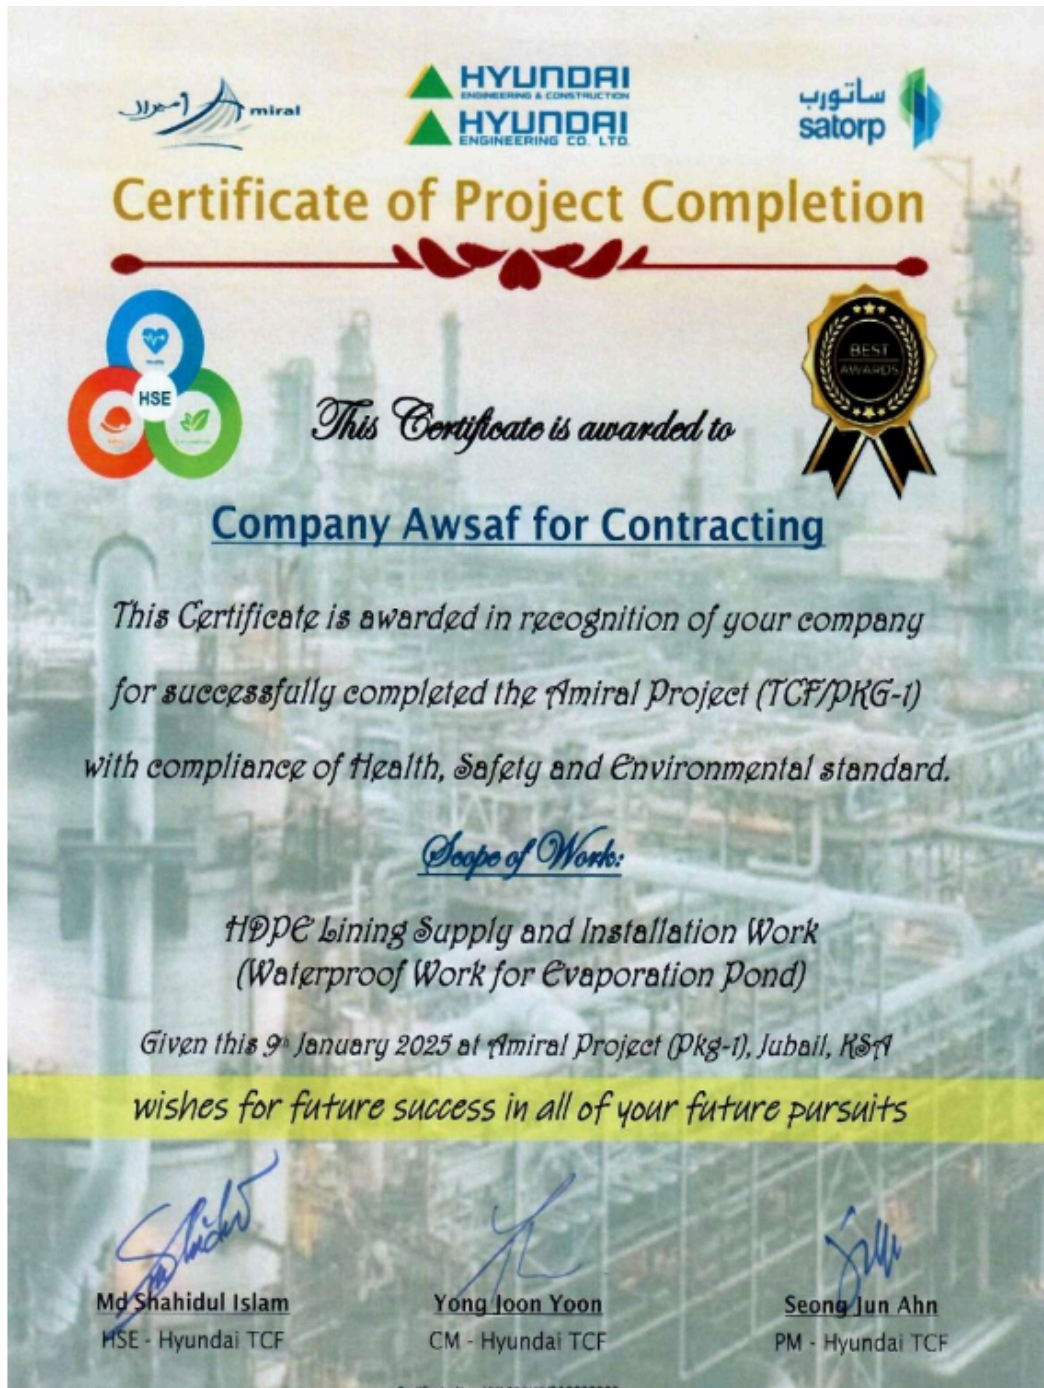 أميرال
Amiral
HYUNDAI
ENGINEERING & CONSTRUCTION
HYUNDAI
ENGINEERING CO. LTD.
ساتورب
satorp
Certificate of Project Completion
HSE
BEST
AWARDS
This Certificate is awarded to
Company Awsaf for Contracting
This Certificate is awarded in recognition of your company
for successfully completed the Amiral Project (TCF/PKG-1)
with compliance of Health, Safety and Environmental standard.
Scope of Work:
HDPE Lining Supply and Installation Work
(Waterproof Work for Evaporation Pond)
Given this 9th January 2025 at Amiral Project (Pkg-1), Jubail, KSA
wishes for future success in all of your future pursuits
Md Shahidul Islam
HSE - Hyundai TCF
Yong Joon Yoon
CM - Hyundai TCF
Seong Jun Ahn
PM - Hyundai TCF